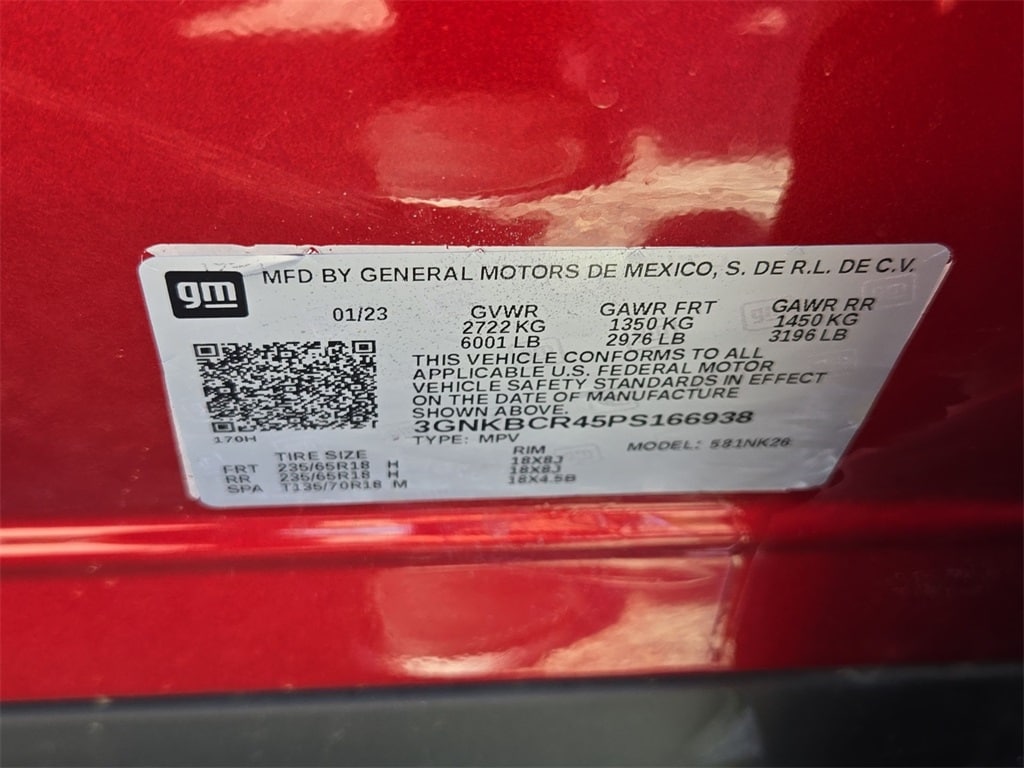 gm
MFD BY GENERAL MOTORS DE MEXICO, S. DE R.L. DE C.V.
01/23 GVWR GAWR FRT GAWR RR
2722 KG 1350 KG 1450 KG
6001 LB 2976 LB 3196 LB
THIS VEHICLE CONFORMS TO ALL
APPLICABLE U.S. FEDERAL MOTOR
VEHICLE SAFETY STANDARDS IN EFFECT
ON THE DATE OF MANUFACTURE
SHOWN ABOVE.
3GNKBCR45PS166938
170H
TYPE: MPV MODEL: 581NK26
TIRE SIZE RIM
FRT 235/65R18 H 18X8J
RR 235/65R18 H 18X8J
SPA T135/70R18 M 18X4.5B